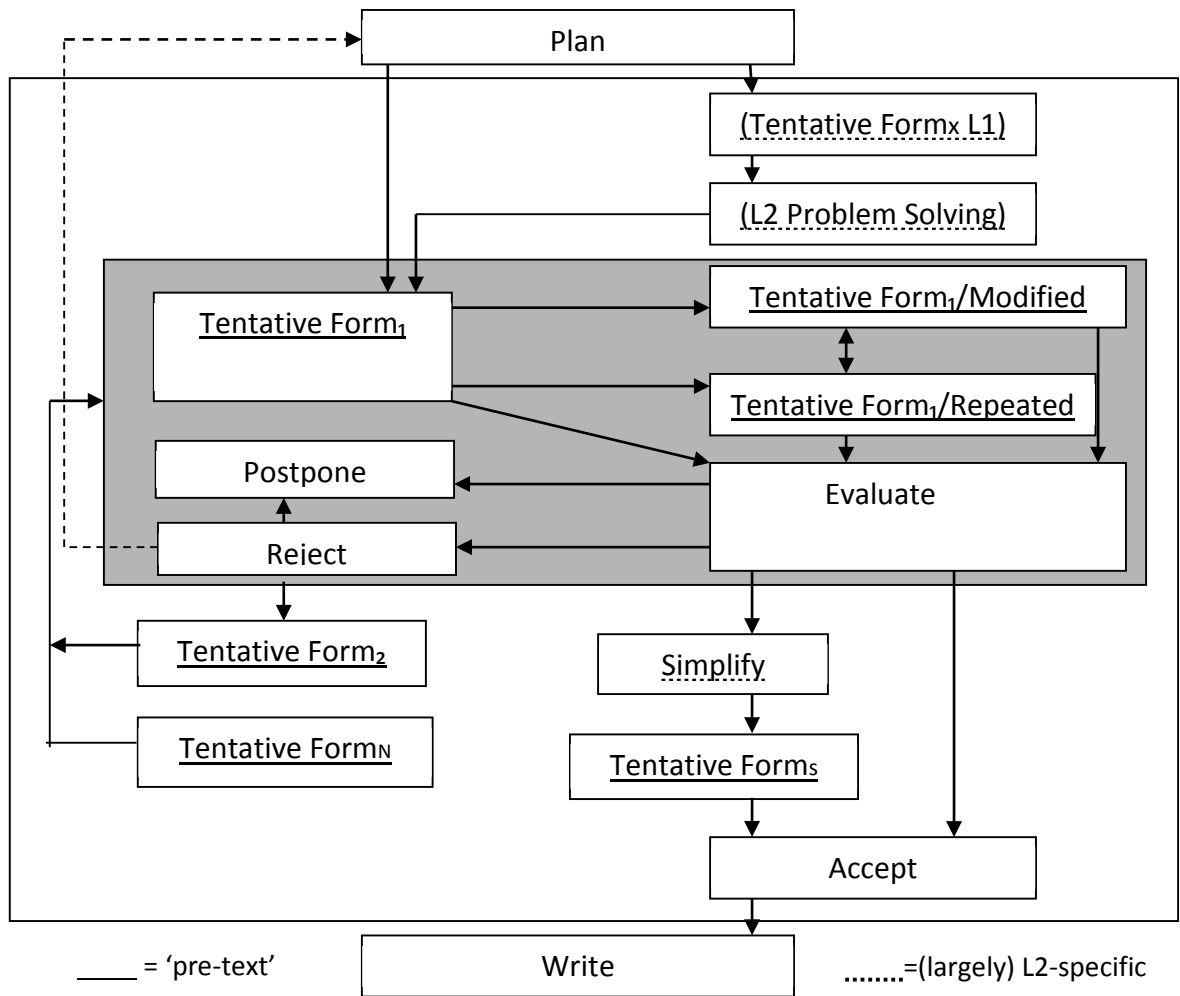 Plan
(Tentative Formx L1)
(L2 Problem Solving)
Tentative Form₁
Tentative Form₁/Modified
Tentative Form₁/Repeated
Postpone
Evaluate
Reject
Tentative Form₂
Simplify
Tentative FormN
Tentative Forms
Accept
Write
____ = ‘pre-text’
........=(largely) L2-specific